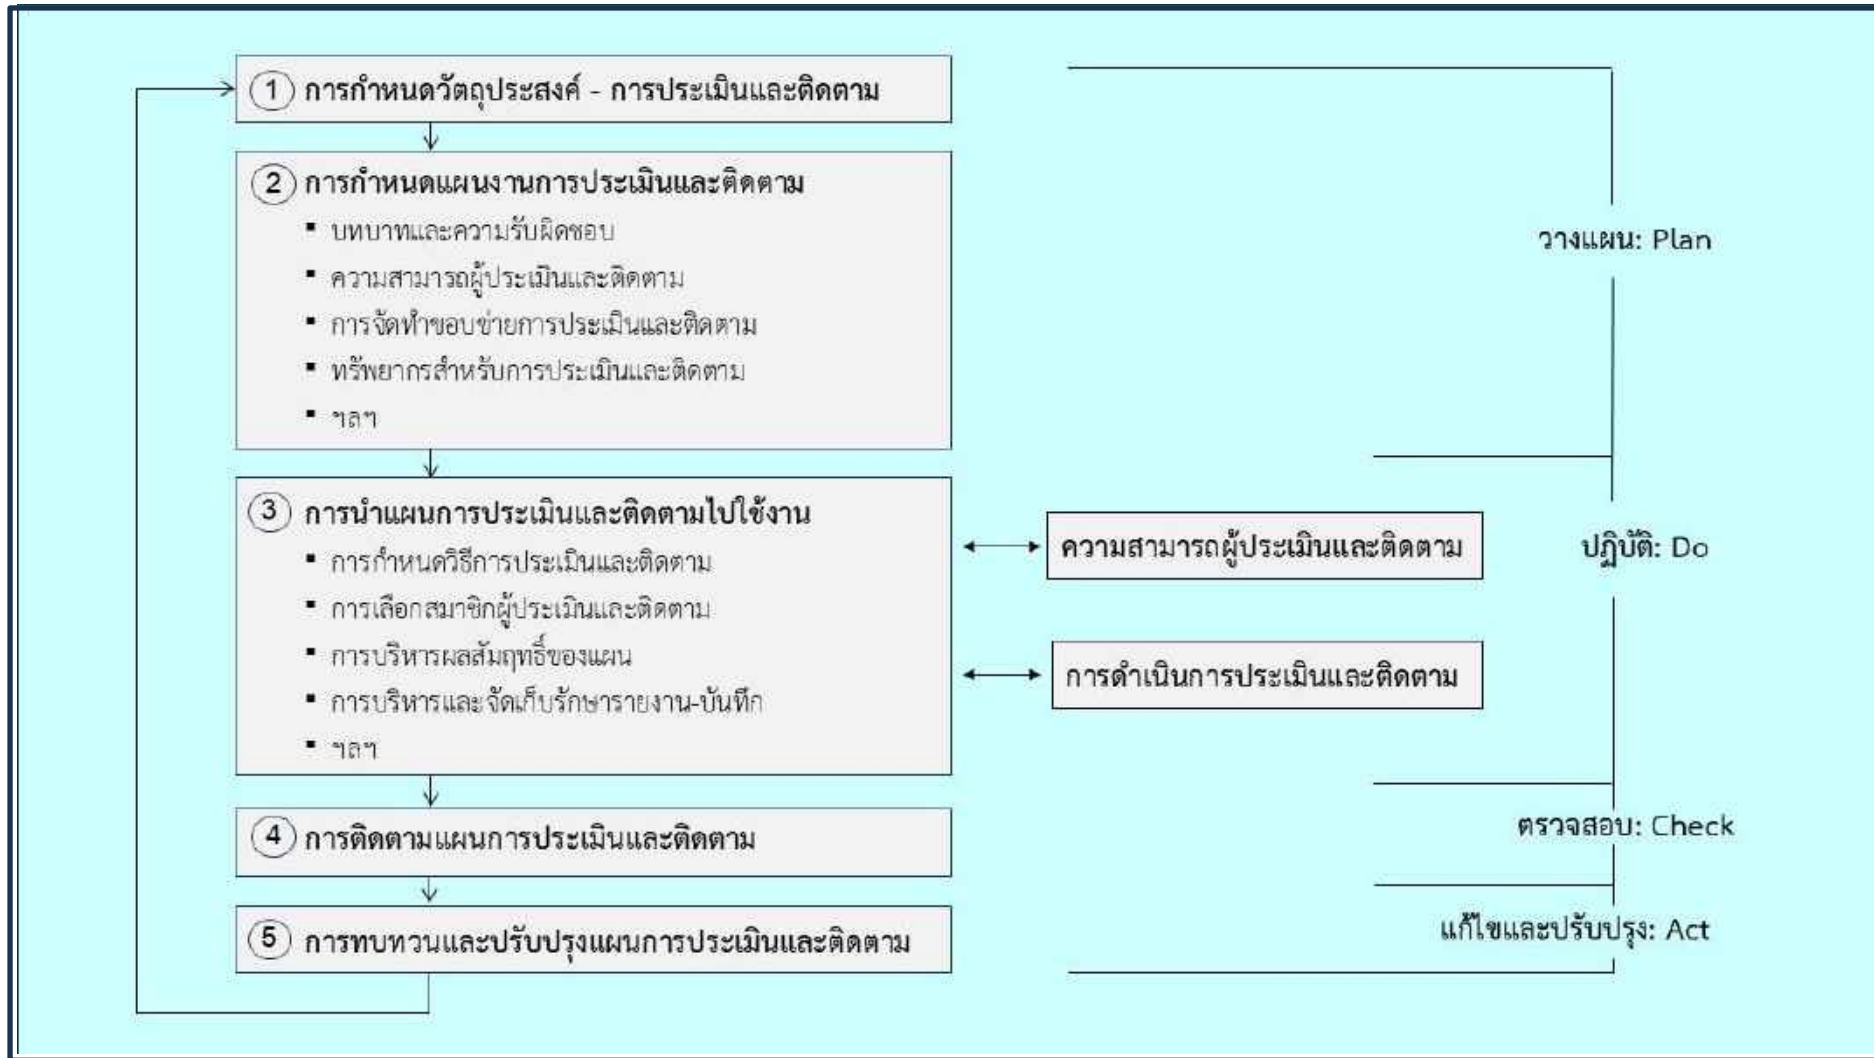 1 การกำหนดวัตถุประสงค์ - การประเมินและติดตาม
2 การกำหนดแผนงานการประเมินและติดตาม
▪ บทบาทและความรับผิดชอบ
▪ ความสามารถผู้ประเมินและติดตาม
▪ การจัดทำขอบข่ายการประเมินและติดตาม
▪ ทรัพยากรสำหรับการประเมินและติดตาม
▪ ฯลฯ
วางแผน: Plan
3 การนำแผนการประเมินและติดตามไปใช้งาน
▪ การกำหนดวิธีการประเมินและติดตาม
▪ การเลือกสมาชิกผู้ประเมินและติดตาม
▪ การบริหารผลสัมฤทธิ์ของแผน
▪ การบริหารและจัดเก็บรักษารายงาน-บันทึก
▪ ฯลฯ
ความสามารถผู้ประเมินและติดตาม
การดำเนินการประเมินและติดตาม
ปฏิบัติ: Do
4 การติดตามแผนการประเมินและติดตาม
ตรวจสอบ: Check
5 การทบทวนและปรับปรุงแผนการประเมินและติดตาม
แก้ไขและปรับปรุง: Act